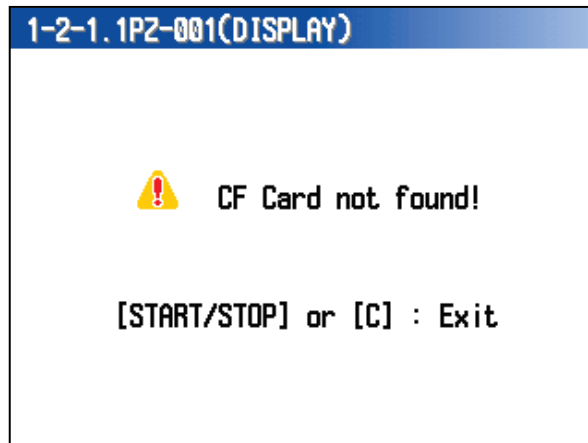 1-2-1.1PZ-001(DISPLAY)
CF Card not found!
[START/STOP] or [C] : Exit